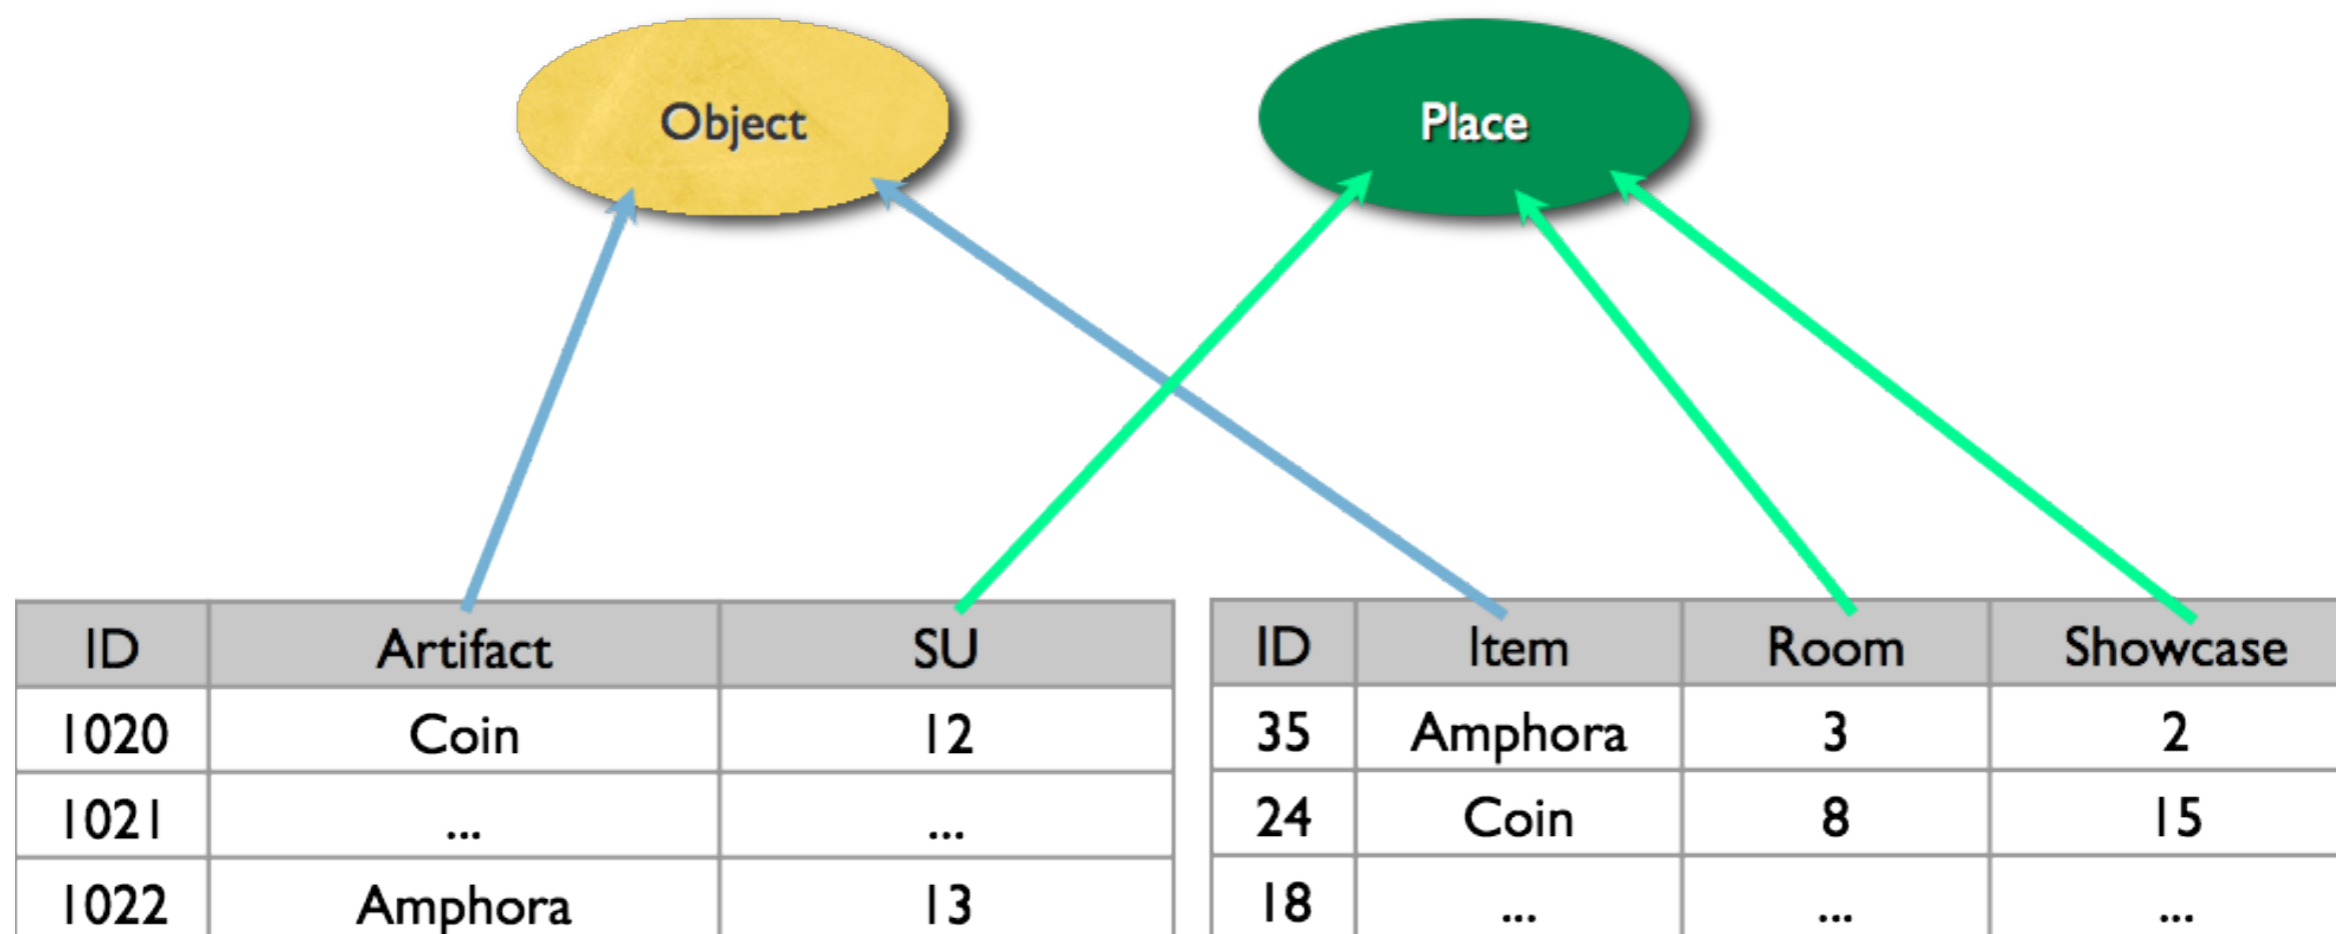 Object Place
ID Artifact SU
1020 Coin 12
1021 ... ...
1022 Amphora 13
ID Item Room Showcase
35 Amphora 3 2
24 Coin 8 15
18 ... ... ...